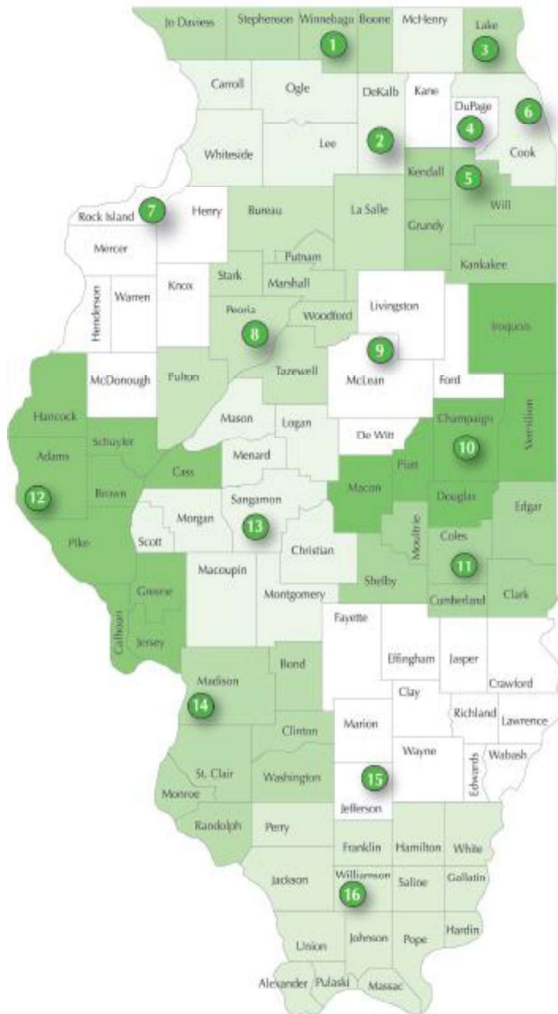 Jo Daviess
Stephenson
Winnebago
Boone
McHenry
Lake
1
3
Carroll
Ogle
DeKalb
Kane
DuPage
6
4
2
Cook
Whiteside
Lee
Kendall
5
Rock Island
7
Henry
Bureau
La Salle
Grundy
Will
Mercer
Putnam
Kankakee
Stark
Marshall
Henderson
Warren
Knox
Peoria
Livingston
Woodford
Iroquois
8
9
McDonough
Fulton
Tazewell
McLean
Ford
Hancock
Mason
Logan
Champaign
Vermilion
Schuyler
De Witt
Adams
Menard
Piatt
10
Cass
12
Brown
Sangamon
Macon
Douglas
Morgan
13
Edgar
Pike
Scott
Christian
Moultrie
Coles
11
Macoupin
Shelby
Greene
Montgomery
Cumberland
Clark
Calhoun
Jersey
Fayette
Effingham
Jasper
Bond
Crawford
Madison
Clay
14
Richland
Lawrence
Clinton
Marion
Wayne
Edwards
Wabash
St. Clair
Washington
15
Monroe
Jefferson
Randolph
Perry
Franklin
Hamilton
White
Jackson
Williamson
Saline
Gallatin
16
Union
Johnson
Pope
Hardin
Alexander
Pulaski
Massac